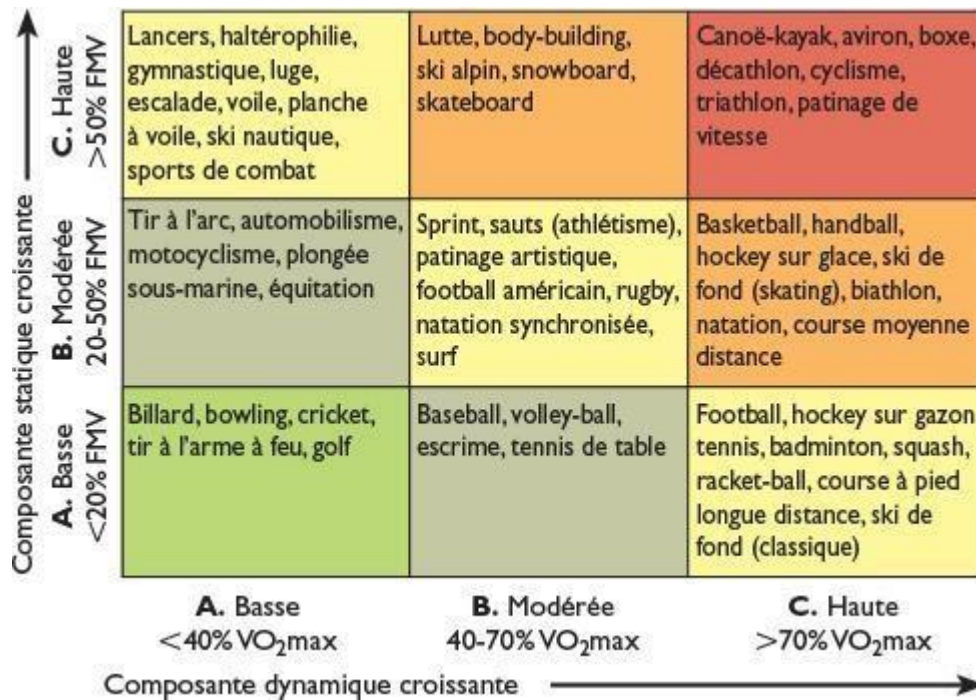 Composante statique croissante
C. Haute
>50% FMV
Lancers, haltérophilie,
gymnastique, luge,
escalade, voile, planche
à voile, ski nautique,
sports de combat
Lutte, body-building,
ski alpin, snowboard,
skateboard
Canoë-kayak, aviron, boxe,
décathlon, cyclisme,
triathlon, patinage de
vitesse
B. Modérée
20-50% FMV
Tir à l'arc, automobilisme,
motocyclisme, plongée
sous-marine, équitation
Sprint, sauts (athlétisme),
patinage artistique,
football américain, rugby,
natation synchronisée,
surf
Basketball, handball,
hockey sur glace, ski de
fond (skating), biathlon,
natation, course moyenne
distance
A. Basse
<20% FMV
Billard, bowling, cricket,
tir à l'arme à feu, golf
Baseball, volley-ball,
escrime, tennis de table
Football, hockey sur gazon
tennis, badminton, squash,
racket-ball, course à pied
longue distance, ski de
fond (classique)
A. Basse
<40% VO₂max
B. Modérée
40-70% VO₂max
C. Haute
>70% VO₂max
Composante dynamique croissante